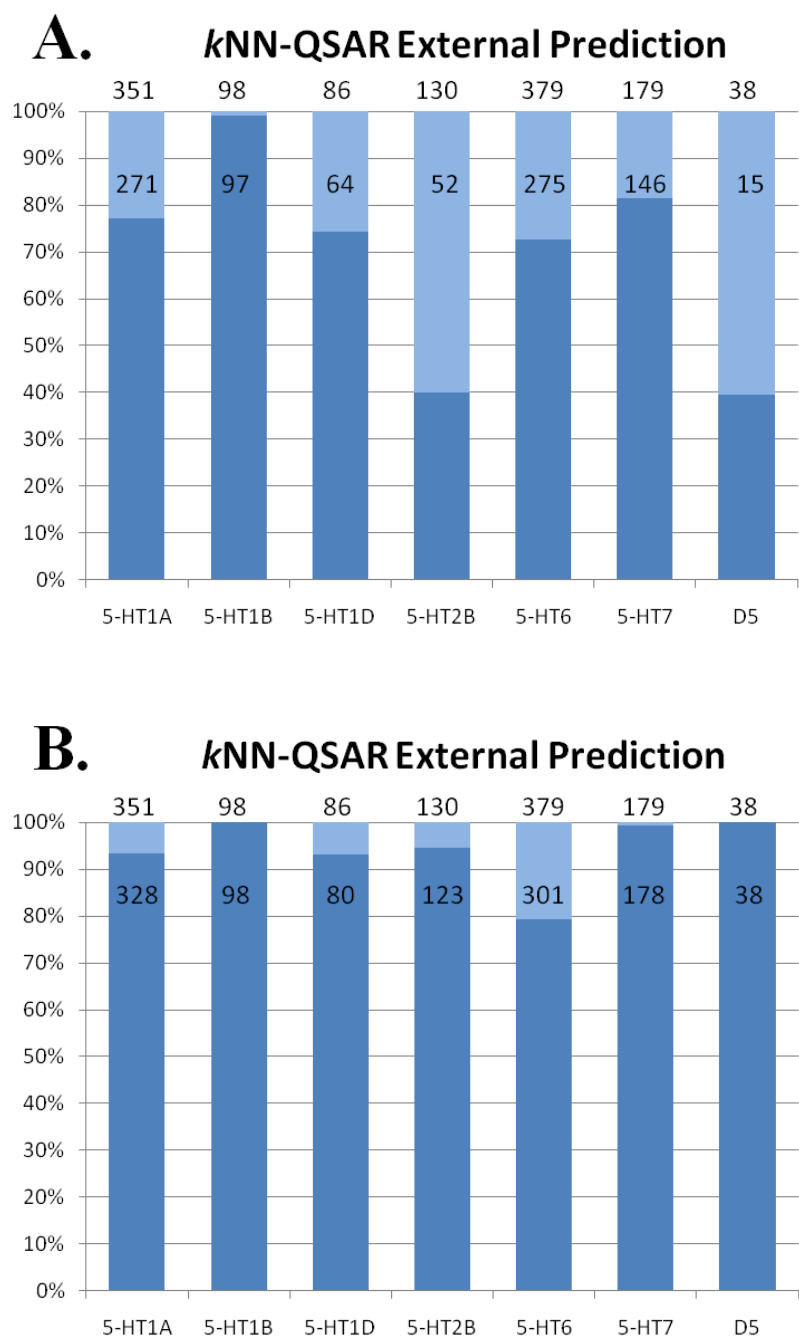 A. kNN-QSAR External Prediction
351 98 86 130 379 179 38
100%
90%
271 97 64 52 275 146 15
80%
70%
60%
50%
40%
30%
20%
10%
0%
5-HT1A 5-HT1B 5-HT1D 5-HT2B 5-HT6 5-HT7 D5
B. kNN-QSAR External Prediction
351 98 86 130 379 179 38
100%
90%
328 98 80 123 301 178 38
80%
70%
60%
50%
40%
30%
20%
10%
0%
5-HT1A 5-HT1B 5-HT1D 5-HT2B 5-HT6 5-HT7 D5